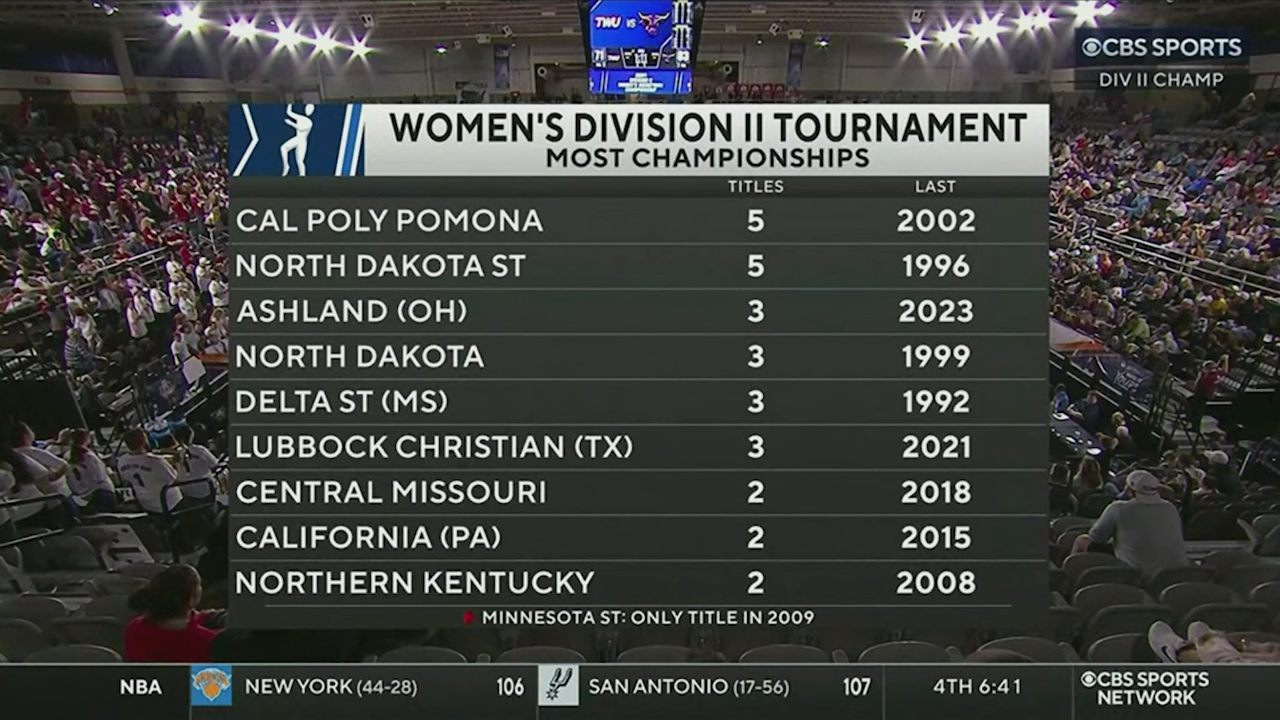 TWU VS
71 83
CBS SPORTS
DIV II CHAMP
WOMEN'S DIVISION II TOURNAMENT
MOST CHAMPIONSHIPS
TITLES LAST
CAL POLY POMONA 5 2002
NORTH DAKOTA ST 5 1996
ASHLAND (OH) 3 2023
NORTH DAKOTA 3 1999
DELTA ST (MS) 3 1992
LUBBOCK CHRISTIAN (TX) 3 2021
CENTRAL MISSOURI 2 2018
CALIFORNIA (PA) 2 2015
NORTHERN KENTUCKY 2 2008
MINNESOTA ST: ONLY TITLE IN 2009
NBA NEW YORK (44-28) 106 SAN ANTONIO (17-56) 107 4TH 6:41 CBS SPORTS
NETWORK